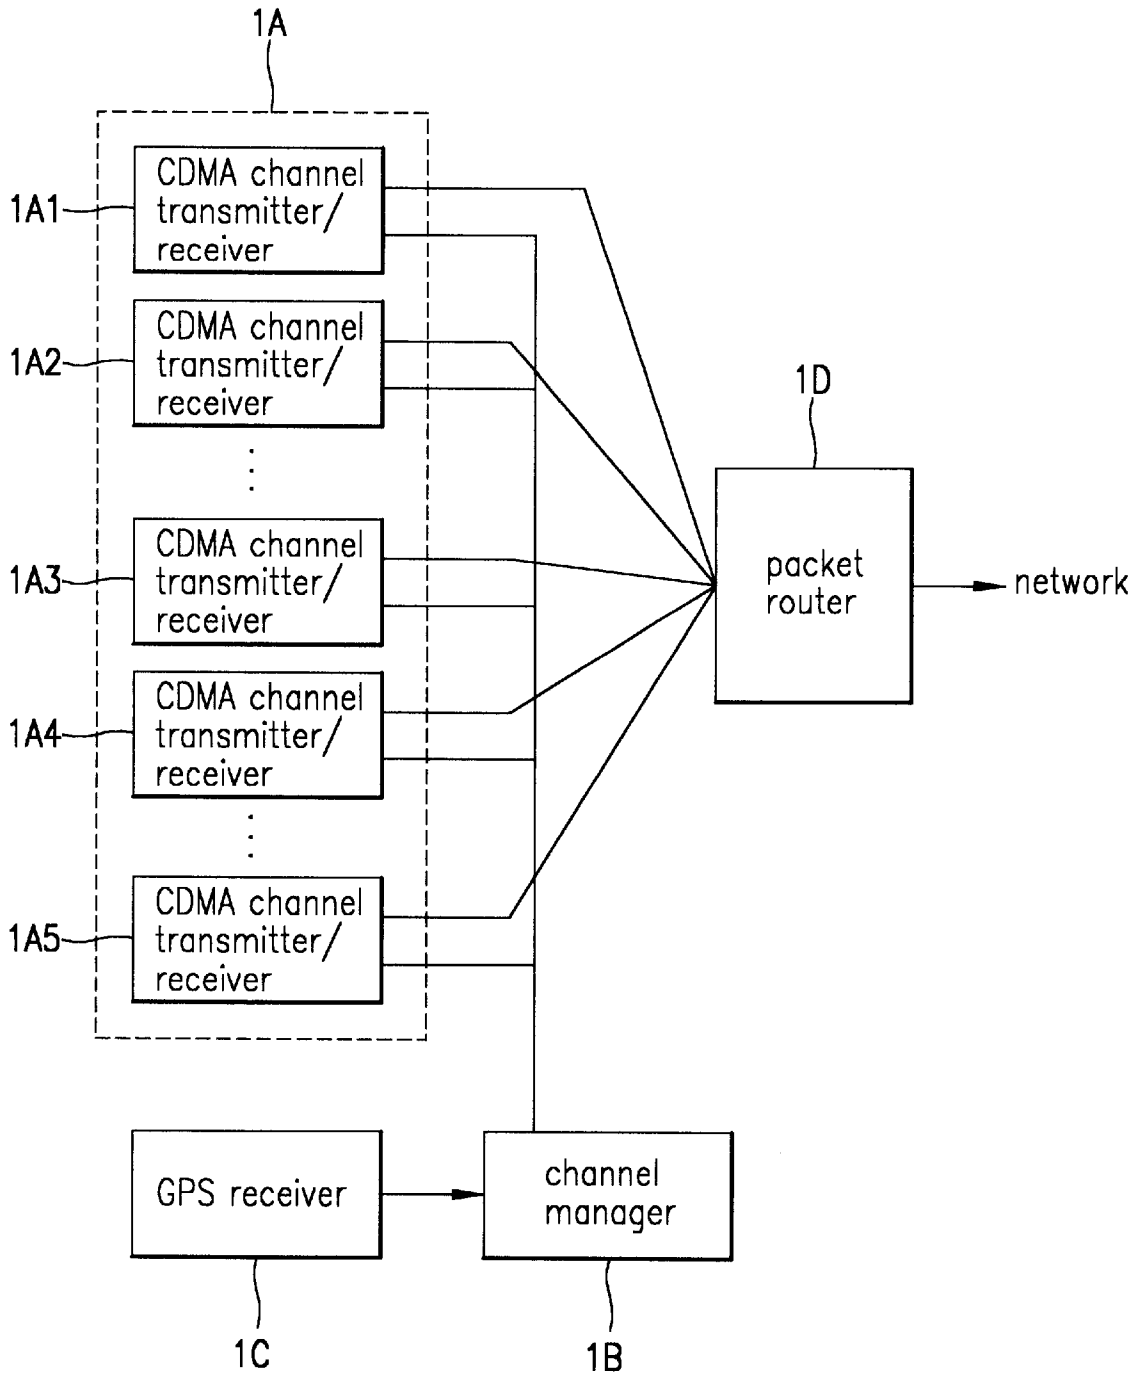 1A
CDMA channel
transmitter/
receiver
1A1
CDMA channel
transmitter/
receiver
1A2
1D
CDMA channel
transmitter/
receiver
1A3
packet
router
network
CDMA channel
transmitter/
receiver
1A4
CDMA channel
transmitter/
receiver
1A5
GPS receiver
channel
manager
1C
1B